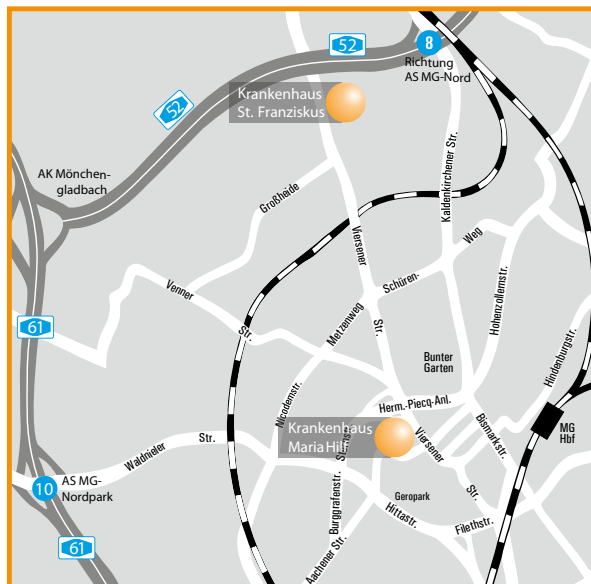 52
8
Richtung
AS MG-Nord
52
Krankenhaus
St. Franziskus
AK Mönchen-
gladbach
Großheide
Kaldenkirchener Str.
Viersener
Str.
Schüren-
Weg
Venner
Str.
Metzenweg
Hohenzollernstr.
61
Bunter
Garten
Hindenburgstr.
Nicodemstr.
Herm.-Piecq-Anl.
Krankenhaus
Maria Hilf
Viersener
Str.
Bismarckstr.
MG
Hbf
Waldnieler
Str.
10
AS MG-
Nordpark
Burggrafenstr.
Geropark
Hittastr.
Fliethstr.
Aachener Str.
61